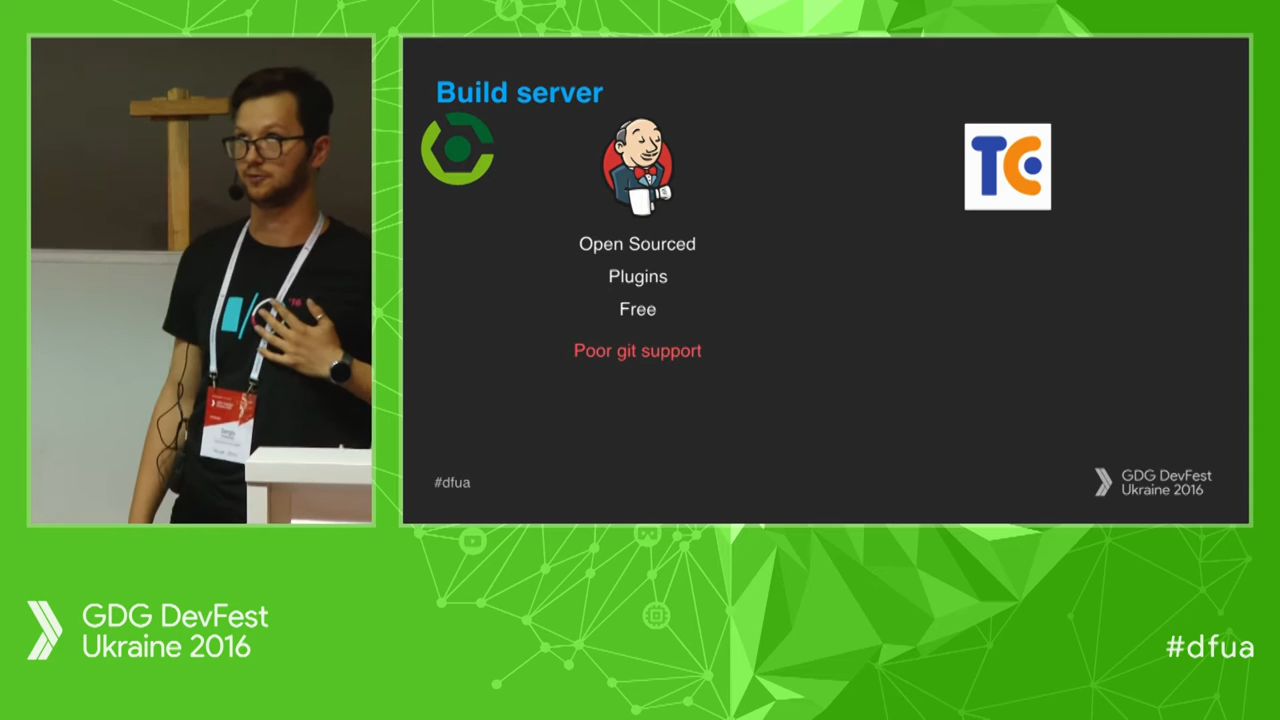 Build server
TC
Open Sourced
Plugins
Free
Poor git support
#dfua
GDG DevFest
Ukraine 2016
GDG DevFest
Ukraine 2016
#dfua